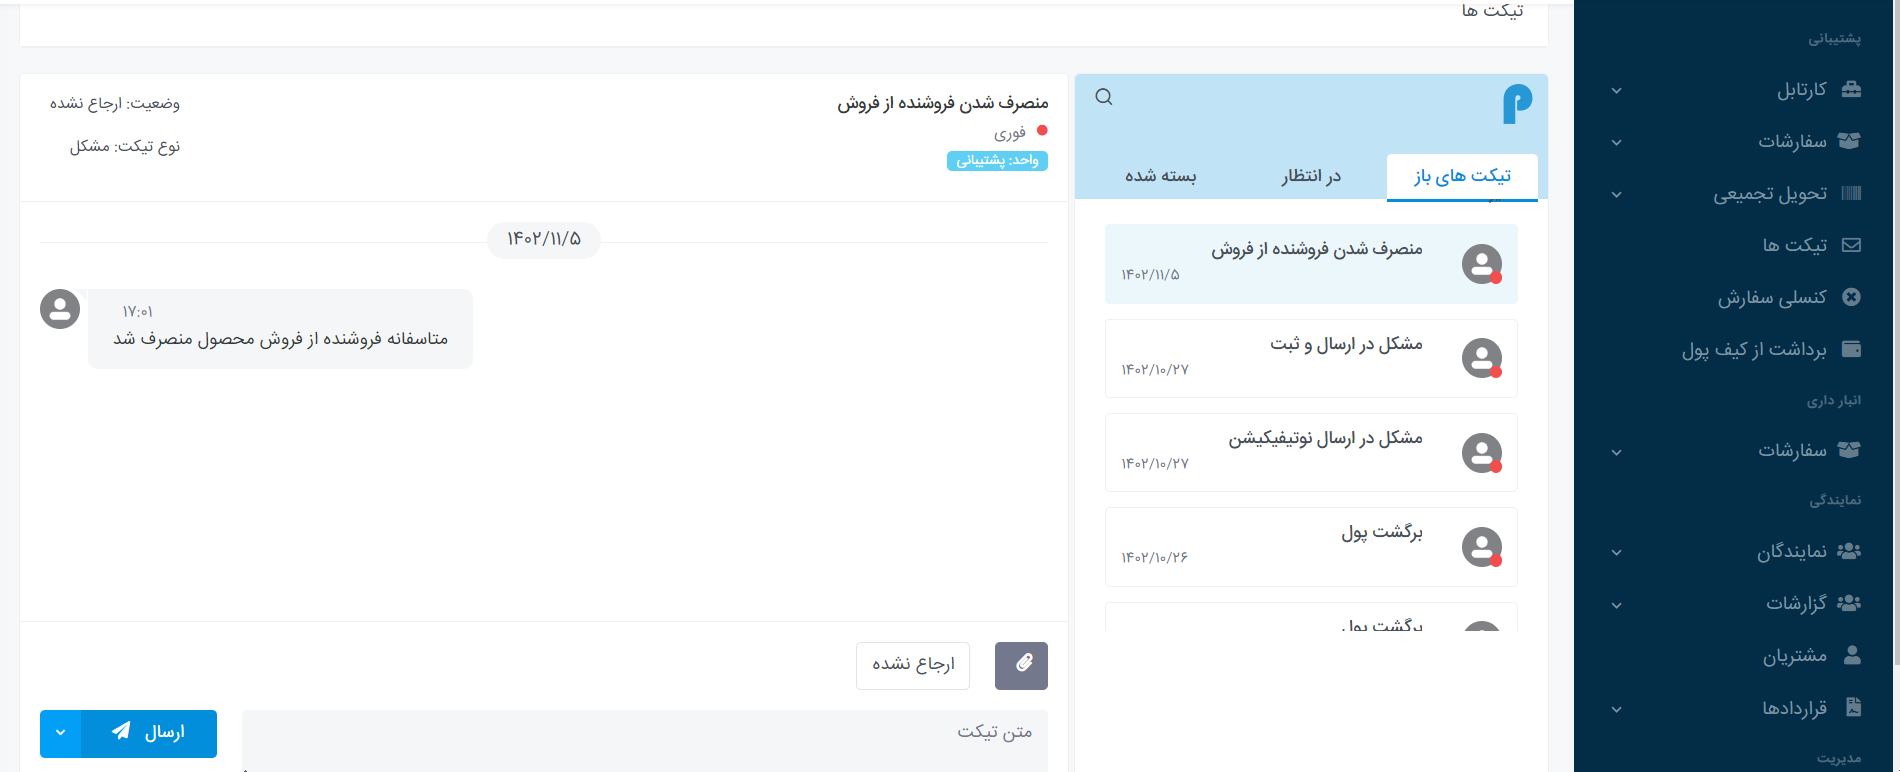 پشتیبانی
کارتابل
سفارشات
تحویل تجمیعی
تیکت ها
کنسلی سفارش
برداشت از کیف پول
انبار داری
سفارشات
نمایندگی
نمایندگان
گزارشات
مشتریان
قراردادها
مدیریت
تیکت ها
تیکت های باز
در انتظار
بسته شده
منصرف شدن فروشنده از فروش
۱۴۰۲/۱۱/۵
مشکل در ارسال و ثبت
۱۴۰۲/۱۰/۲۷
مشکل در ارسال نوتیفیکیشن
۱۴۰۲/۱۰/۲۷
برگشت پول
۱۴۰۲/۱۰/۲۶
برگشت پول
منصرف شدن فروشنده از فروش
فوری
واحد: پشتیبانی
وضعیت: ارجاع نشده
نوع تیکت: مشکل
۱۴۰۲/۱۱/۵
۱۷:۰۱
متاسفانه فروشنده از فروش محصول منصرف شد
ارجاع نشده
متن تیکت
ارسال